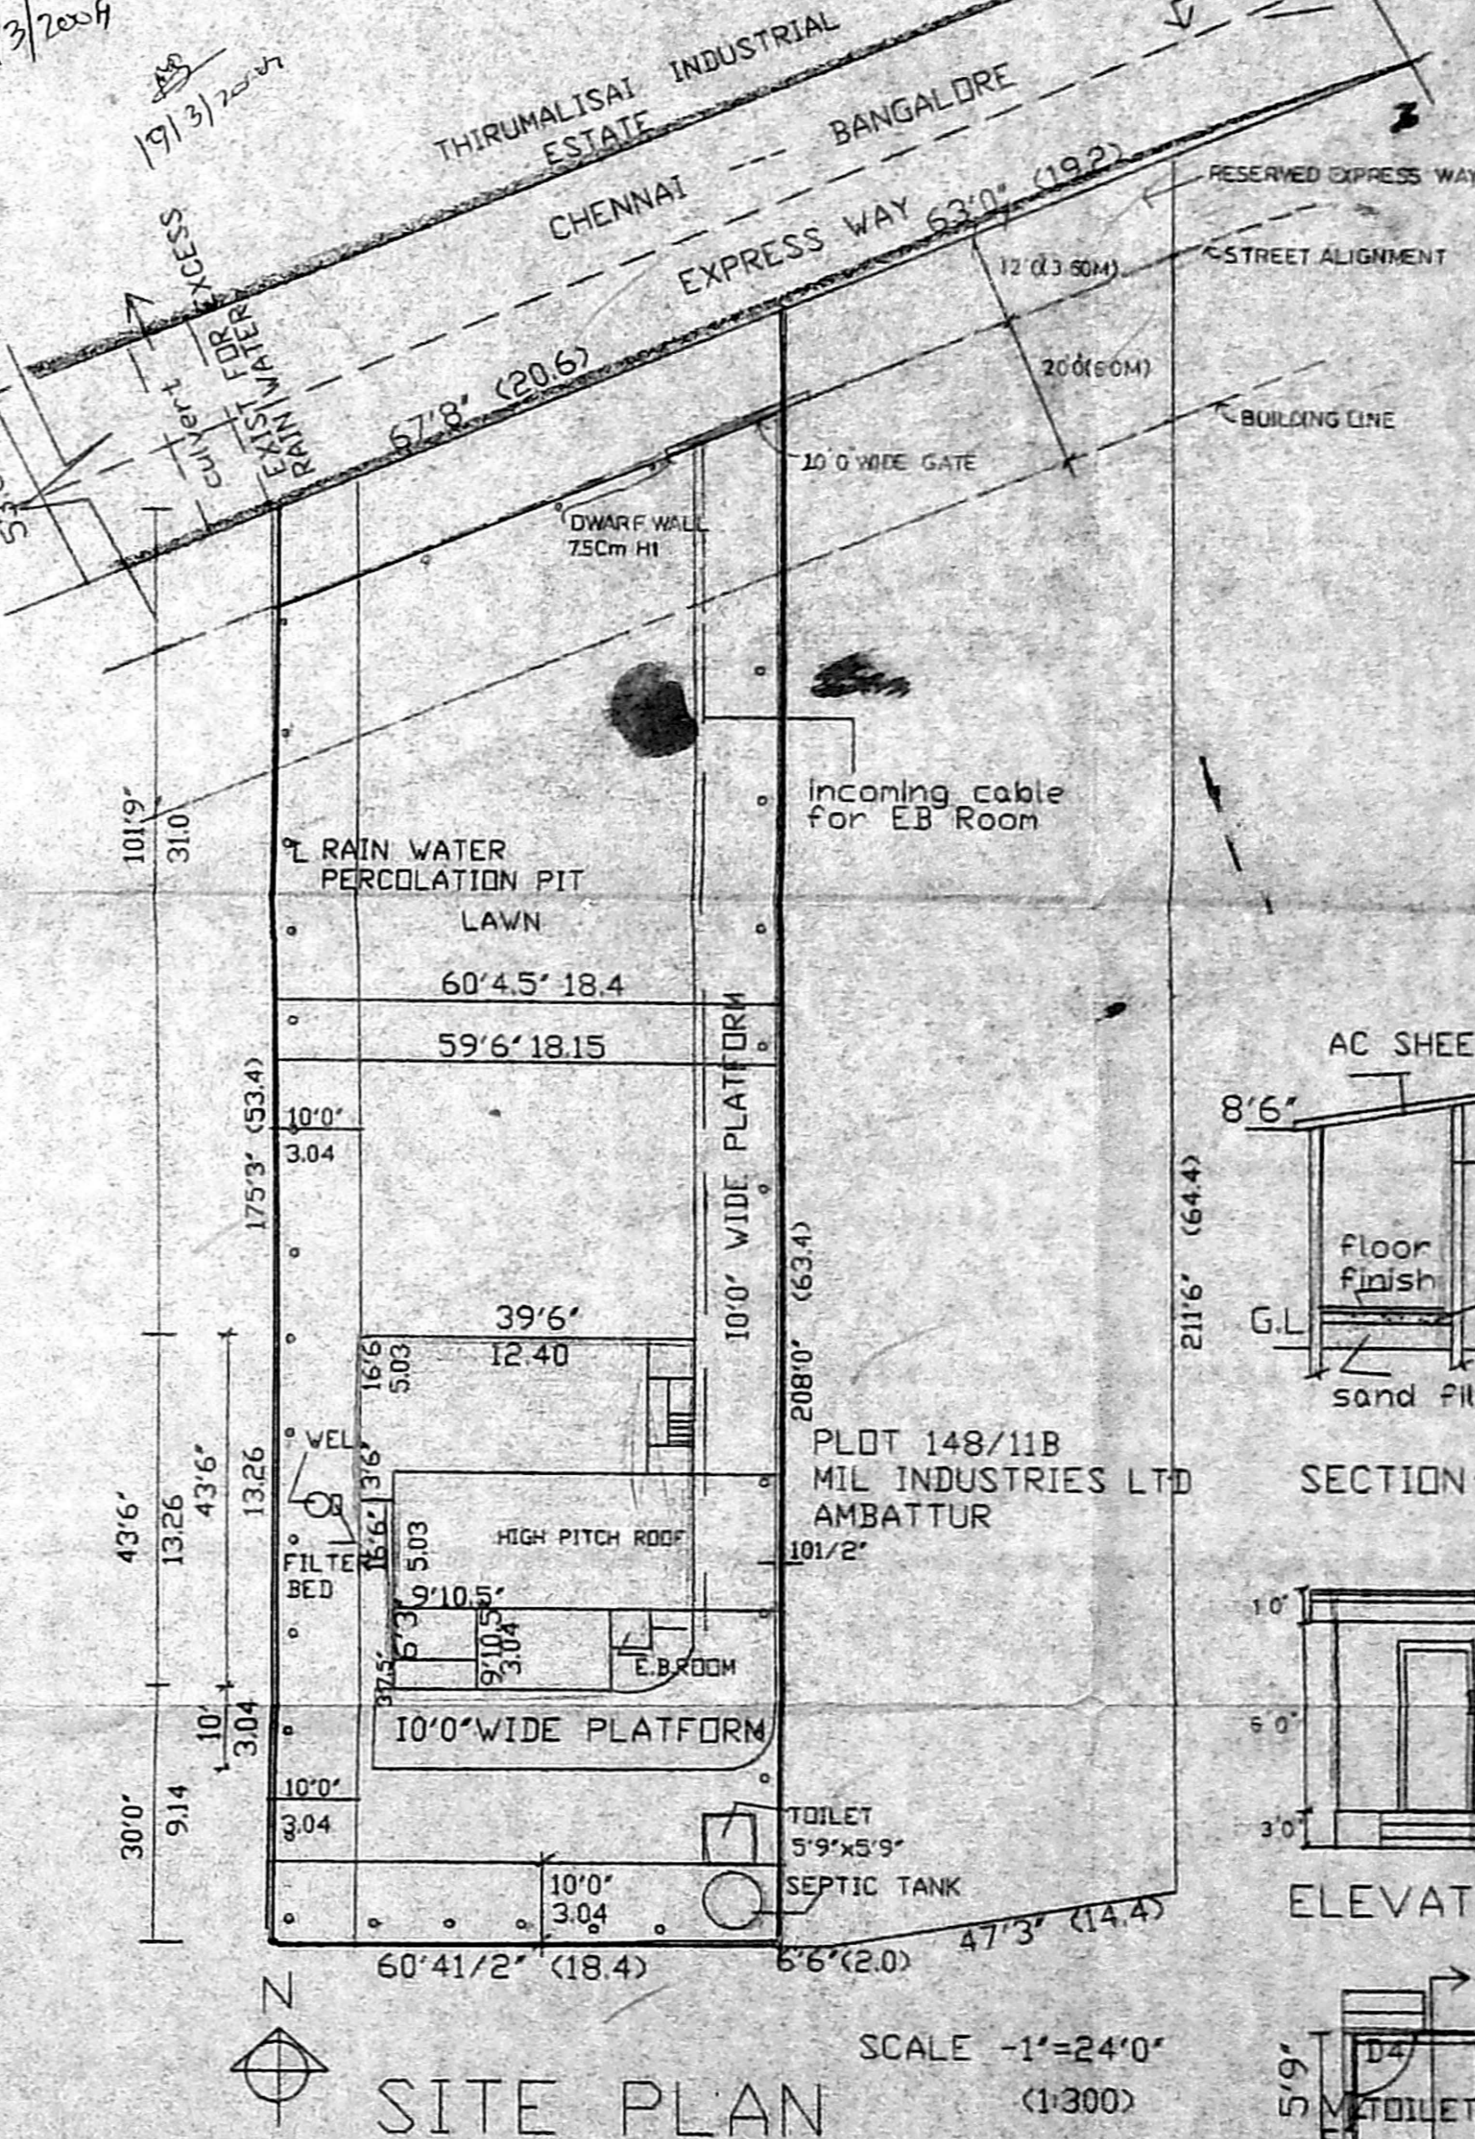 3/2004
19/3/2004
THIRUMALISAI INDUSTRIAL
ESTATE
CHENNAI --- BANGALORE
EXPRESS WAY
63'0" (19.2)
67'8" (20.6)
RESERVED EXPRESS WAY
STREET ALIGNMENT
12'0(3.60M)
20'0(6.0M)
BUILDING LINE
culvert
EXIST FOR EXCESS
RAIN WATER
DWARF WALL
75Cm Ht
incoming cable
for EB Room
101'9"
31.0
RAIN WATER
PERCOLATION PIT
LAWN
60'4.5" 18.4
59'6" 18.15
10'0" WIDE PLATFORM
175'3" (53.4)
10'0"
3.04
208'0" (63.4)
211'6" (64.4)
AC SHEE
8'6"
floor
finish
G.L
sand fil
SECTION
39'6"
12.40
16'6
5.03
PLOT 148/11B
MIL INDUSTRIES LTD
AMBATTUR
101/2"
WELL
3'6"
43'6"
13.26
43'6"
13.26
FILTER
BED
16'6"
5.03
HIGH PITCH ROOF
9'10.5"
6'3"
9'10.5"
3.04
E.B.ROOM
10'
3.04
10'0" WIDE PLATFORM
30'0"
9.14
10'0"
3.04
TOILET
5'9"x5'9"
SEPTIC TANK
10'0"
3.04
60'41/2" (18.4)
6'6"(2.0)
47'3" (14.4)
1'0"
6'0"
3'0"
ELEVAT
N
SITE PLAN
SCALE -1"=24'0"
(1:300)
5'9"
D4
TOILET